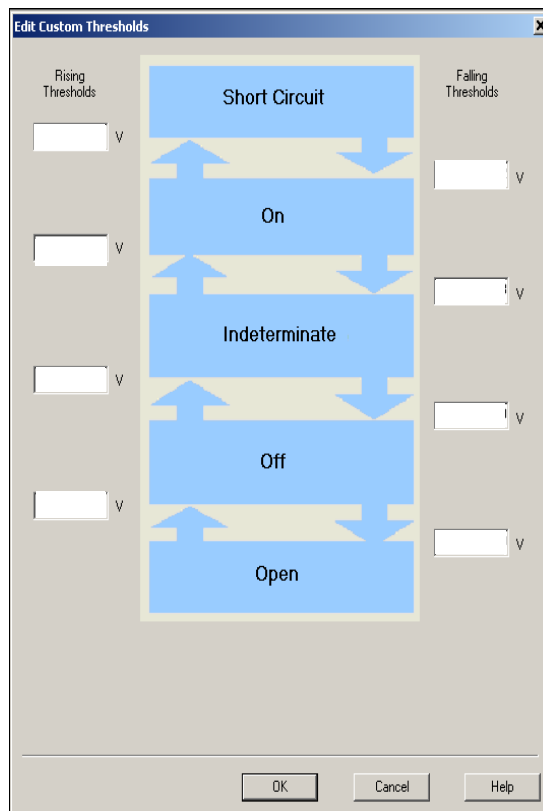 Edit Custom Thresholds
Rising
Thresholds
Falling
Thresholds
Short Circuit
V
V
On
V
V
Indeterminate
V
V
Off
V
V
Open
OK
Cancel
Help